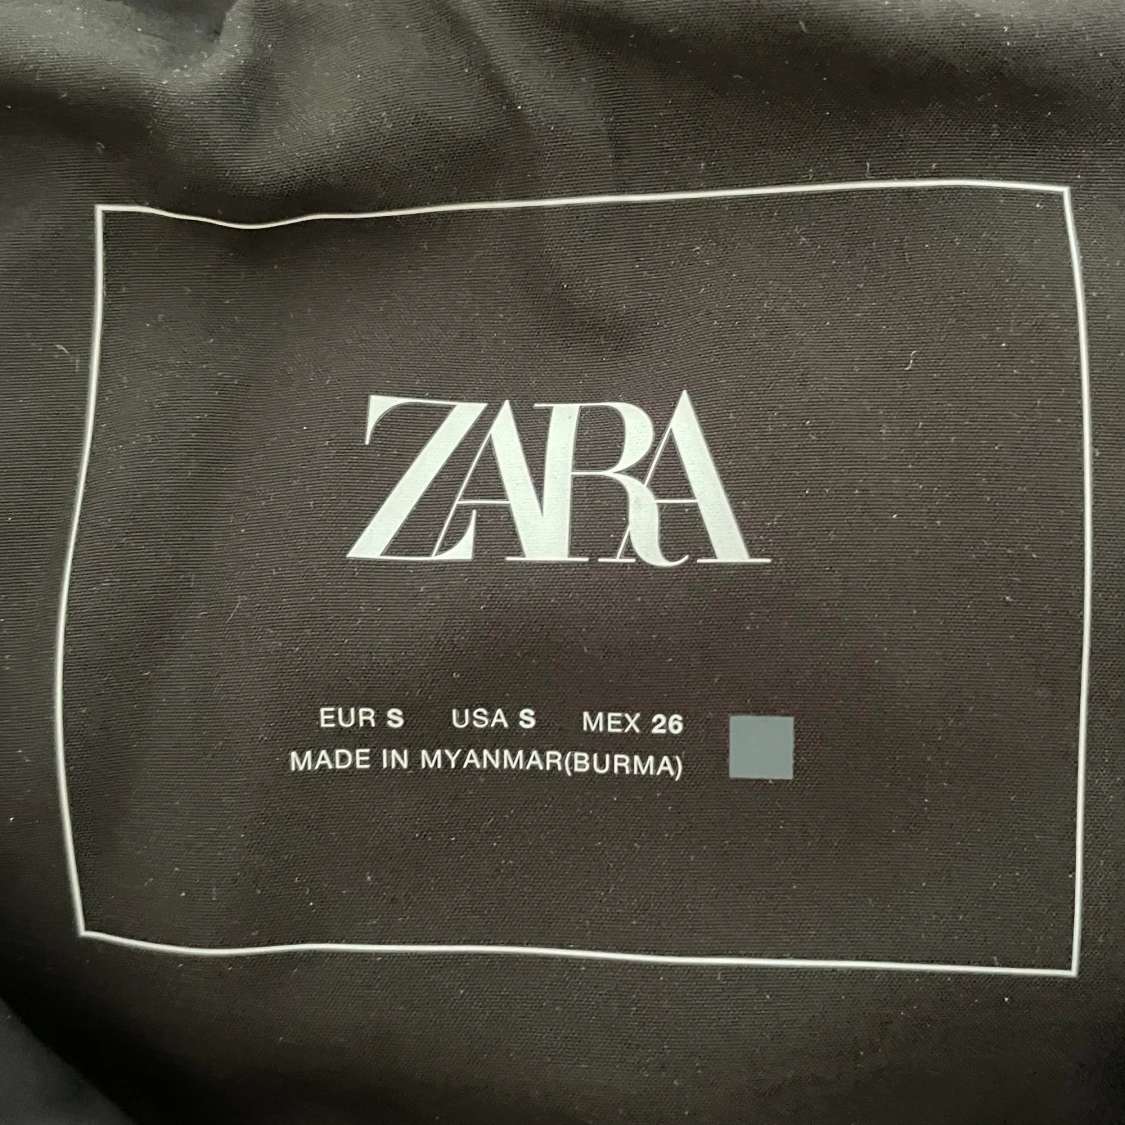 ZARA
EUR S USA S MEX 26
MADE IN MYANMAR(BURMA)